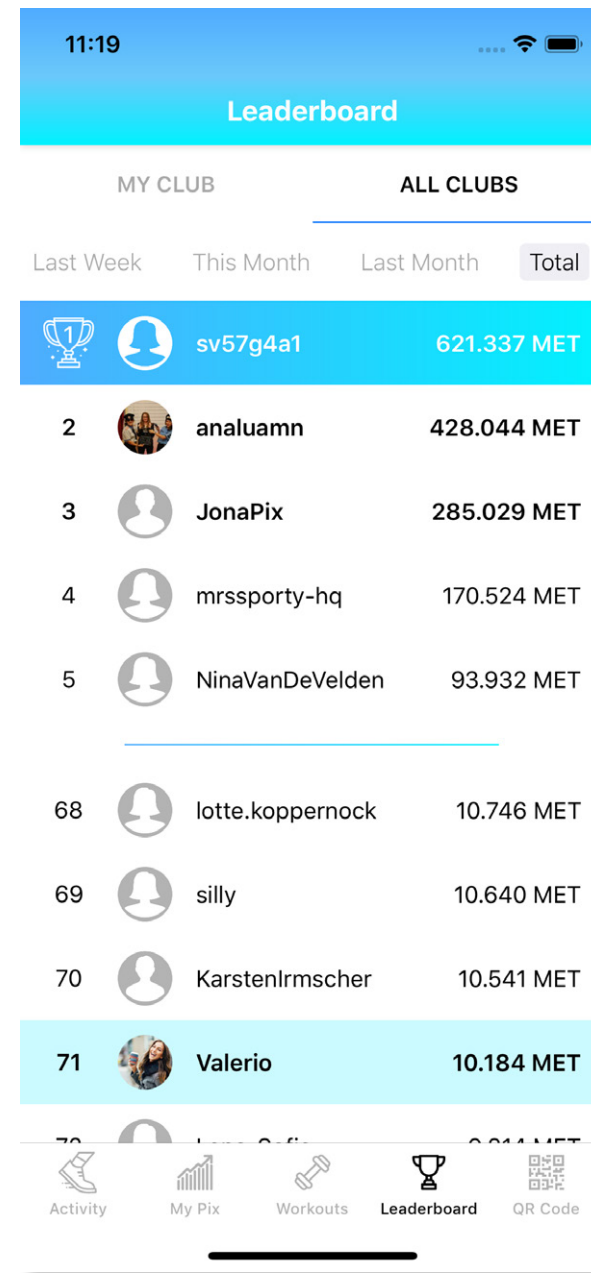 11:19
Leaderboard
MY CLUB ALL CLUBS
Last Week This Month Last Month Total
1 sv57g4a1 621.337 MET
2 analuamn 428.044 MET
3 JonaPix 285.029 MET
4 mrssporty-hq 170.524 MET
5 NinaVanDeVelden 93.932 MET
68 lotte.koppernock 10.746 MET
69 silly 10.640 MET
70 KarstenIrmscher 10.541 MET
71 Valerio 10.184 MET
Activity My Pix Workouts Leaderboard QR Code